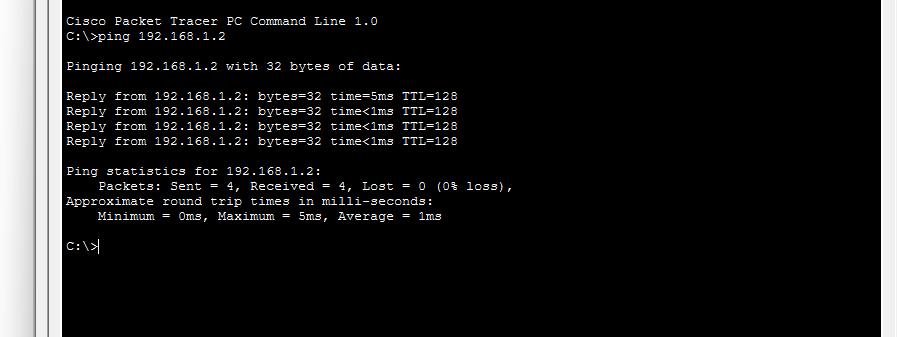 Cisco Packet Tracer PC Command Line 1.0
C:\>ping 192.168.1.2
Pinging 192.168.1.2 with 32 bytes of data:
Reply from 192.168.1.2: bytes=32 time=5ms TTL=128
Reply from 192.168.1.2: bytes=32 time<1ms TTL=128
Reply from 192.168.1.2: bytes=32 time<1ms TTL=128
Reply from 192.168.1.2: bytes=32 time<1ms TTL=128
Ping statistics for 192.168.1.2:
Packets: Sent = 4, Received = 4, Lost = 0 (0% loss),
Approximate round trip times in milli-seconds:
Minimum = 0ms, Maximum = 5ms, Average = 1ms
C:\>